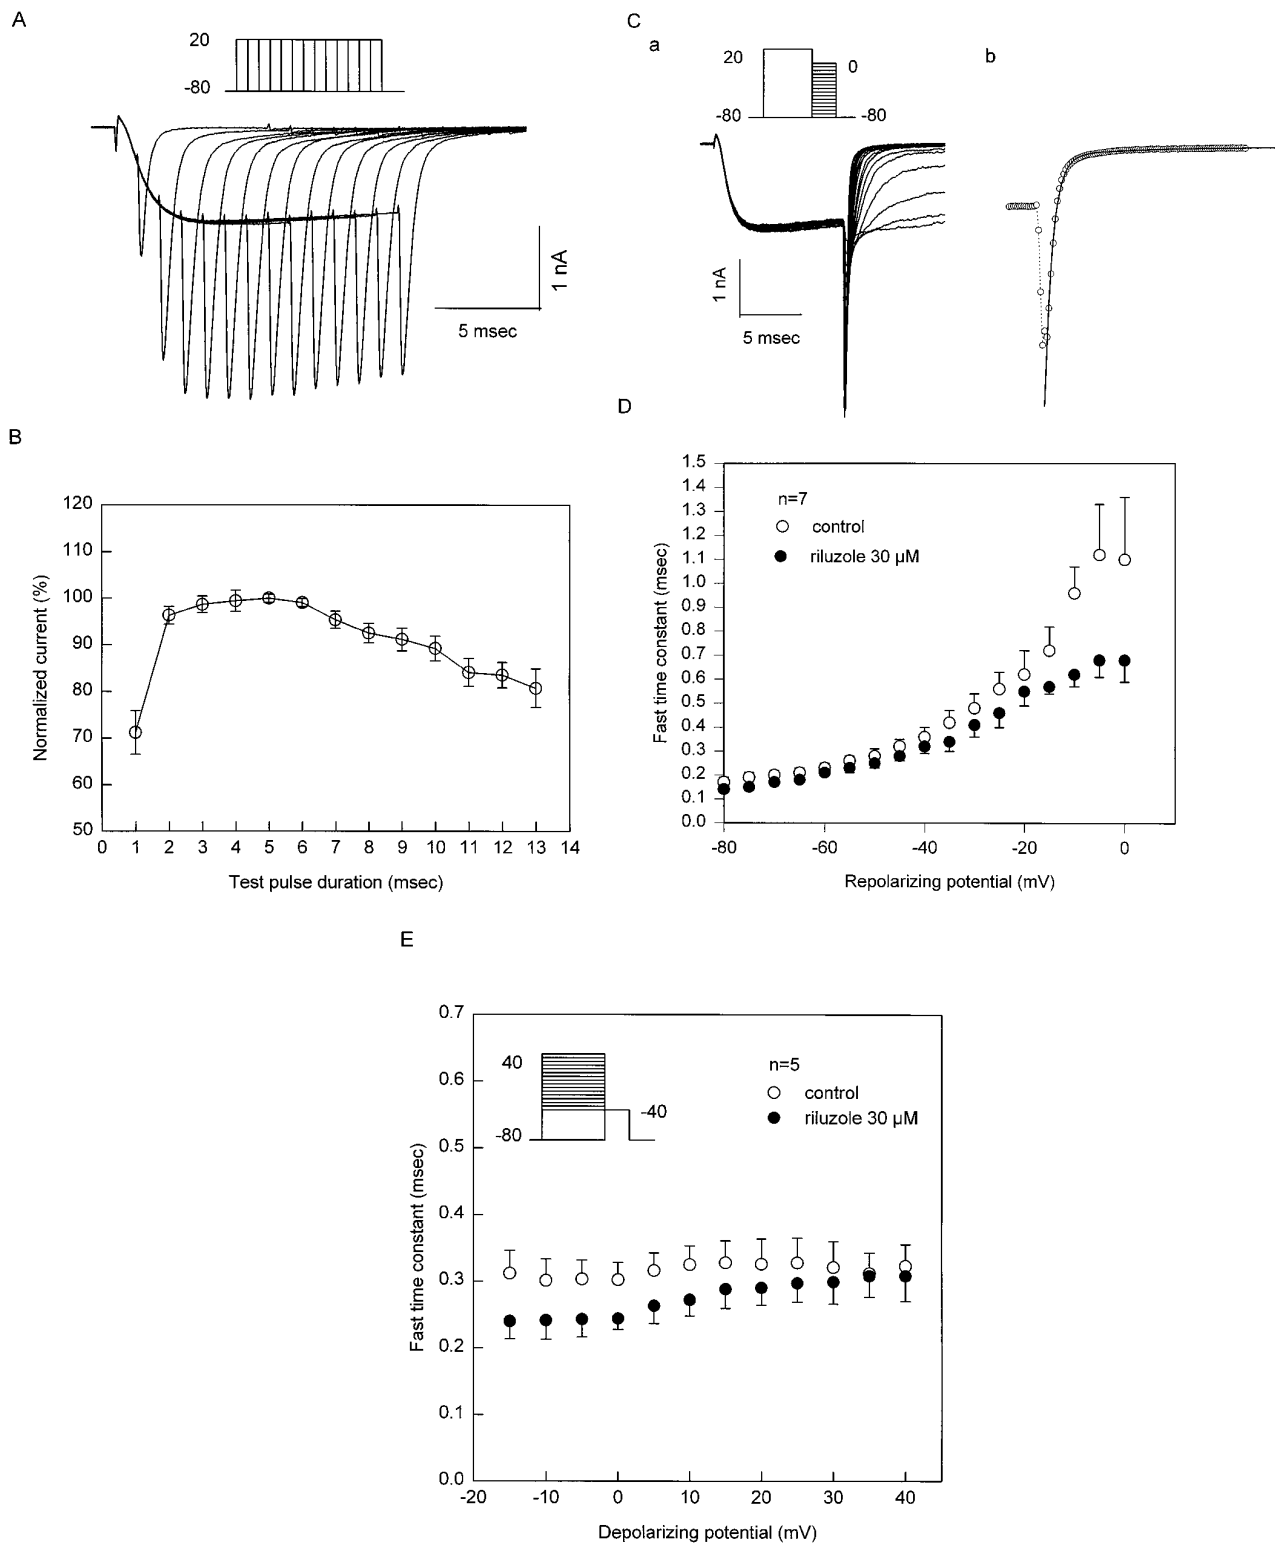 A
20
-80
1 nA
5 msec
C
a
20
0
-80
-80
1 nA
5 msec
b
B
Normalized current (%)
120
110
100
90
80
70
60
50
0 1 2 3 4 5 6 7 8 9 10 11 12 13 14
Test pulse duration (msec)
D
Fast time constant (msec)
1.5
1.4
1.3
1.2
1.1
1.0
0.9
0.8
0.7
0.6
0.5
0.4
0.3
0.2
0.1
0.0
n=7
control
riluzole 30 µM
-80 -60 -40 -20 0
Repolarizing potential (mV)
E
Fast time constant (msec)
0.7
0.6
0.5
0.4
0.3
0.2
0.1
0.0
40
-40
-80
n=5
control
riluzole 30 µM
-20 -10 0 10 20 30 40
Depolarizing potential (mV)